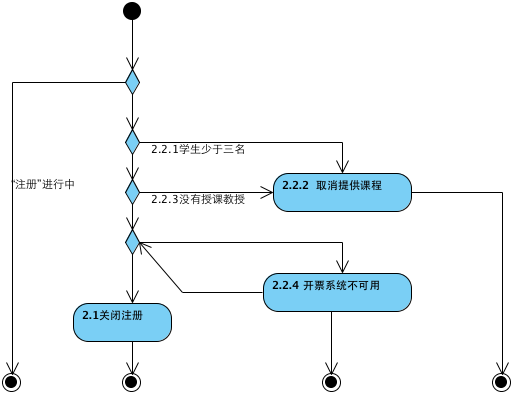 2.2.1学生少于三名
"注册"进行中
2.2.2 取消提供课程
2.2.3没有授课教授
2.2.4 开票系统不可用
2.1关闭注册